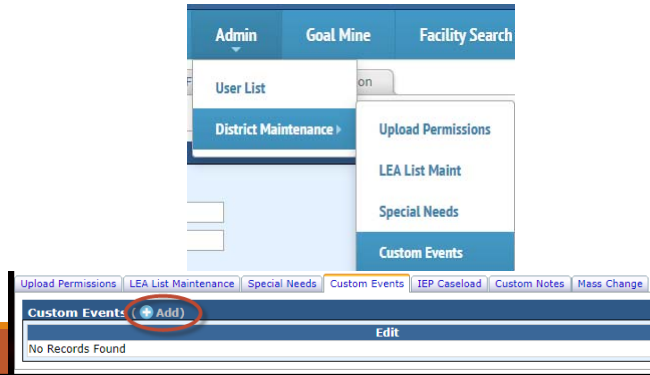 Admin Goal Mine Facility Search
on
User List
District Maintenance
Upload Permissions
LEA List Maint
Special Needs
Custom Events
Upload Permissions LEA List Maintenance Special Needs Custom Events IEP Caseload Custom Notes Mass Change
Custom Events ( Add)
Edit
No Records Found